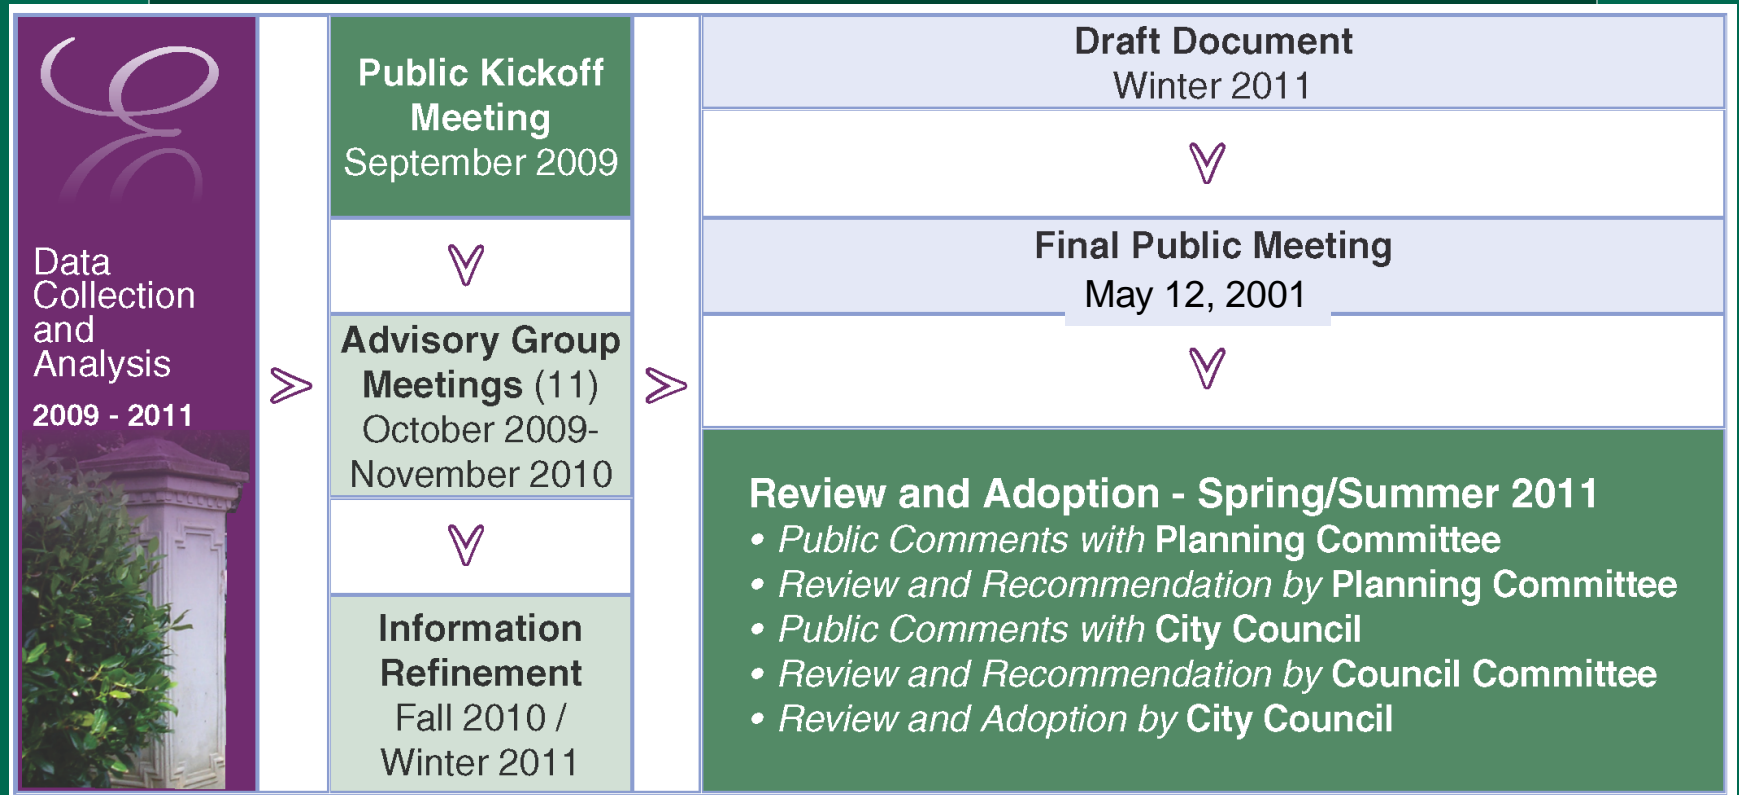 Data
Collection
and
Analysis
2009 - 2011
Public Kickoff
Meeting
September 2009
Advisory Group
Meetings (11)
October 2009-
November 2010
Information
Refinement
Fall 2010 /
Winter 2011
Draft Document
Winter 2011
Final Public Meeting
May 12, 2001
Review and Adoption - Spring/Summer 2011
• Public Comments with Planning Committee
• Review and Recommendation by Planning Committee
• Public Comments with City Council
• Review and Recommendation by Council Committee
• Review and Adoption by City Council